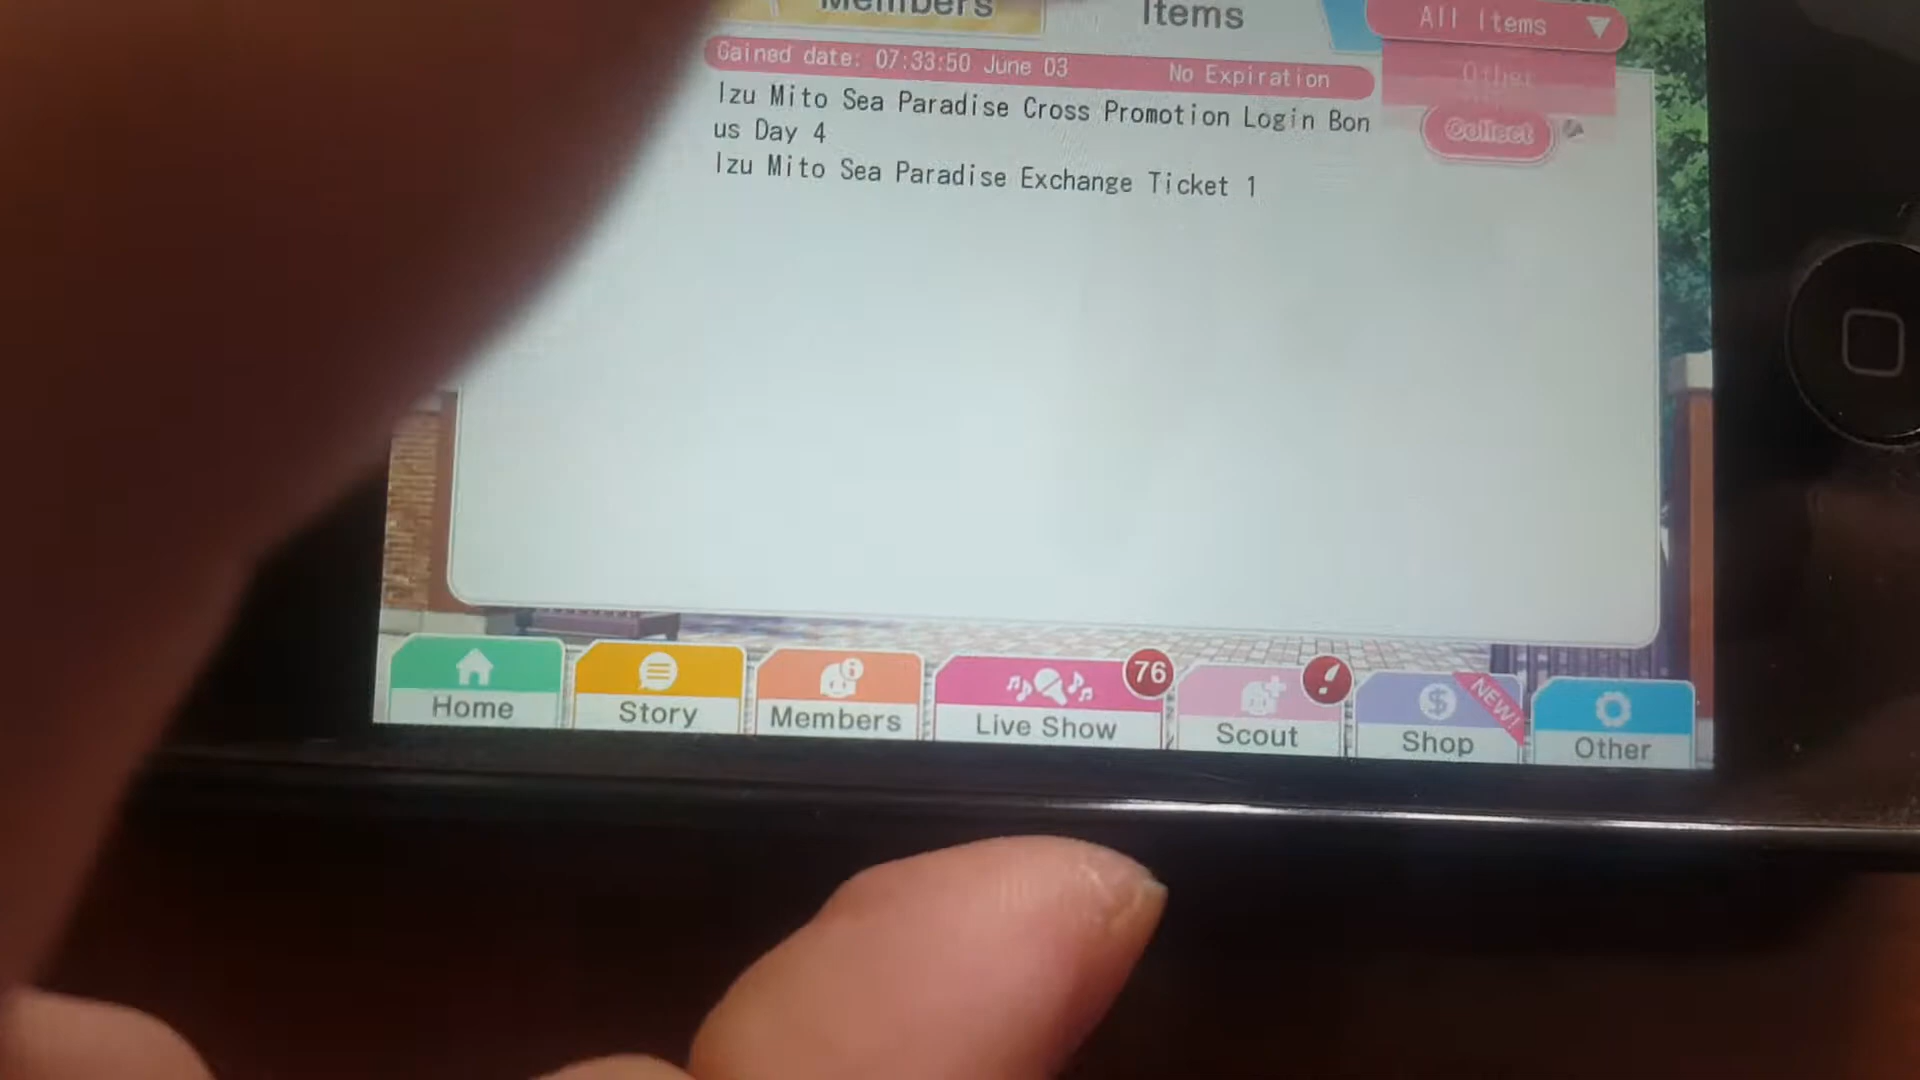 Members
Items
All Items
Other
Gained date: 07:33:50 June 03
No Expiration
Izu Mito Sea Paradise Cross Promotion Login Bon
us Day 4
Collect
Izu Mito Sea Paradise Exchange Ticket 1
Home
Story
Members
Live Show
76
Scout
Shop
NEW!
Other